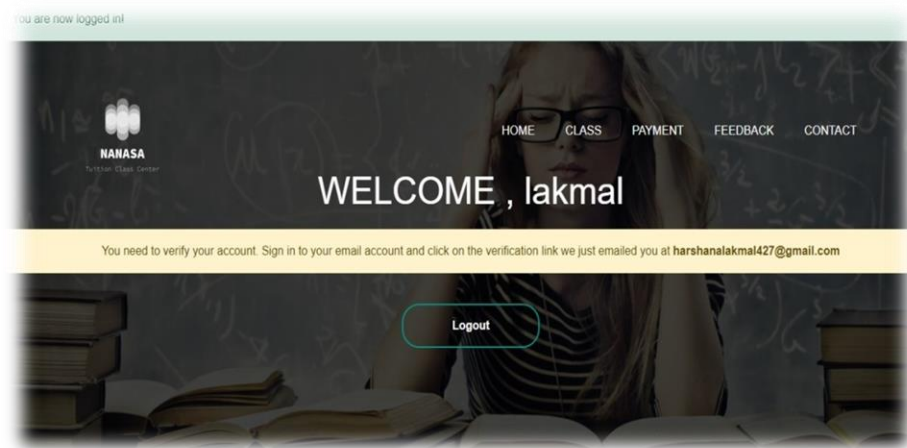 You are now logged in!
NANASA
Tuition Class Center
HOME CLASS PAYMENT FEEDBACK CONTACT
WELCOME , lakmal
You need to verify your account. Sign in to your email account and click on the verification link we just emailed you at harshanalakmal427@gmail.com
Logout